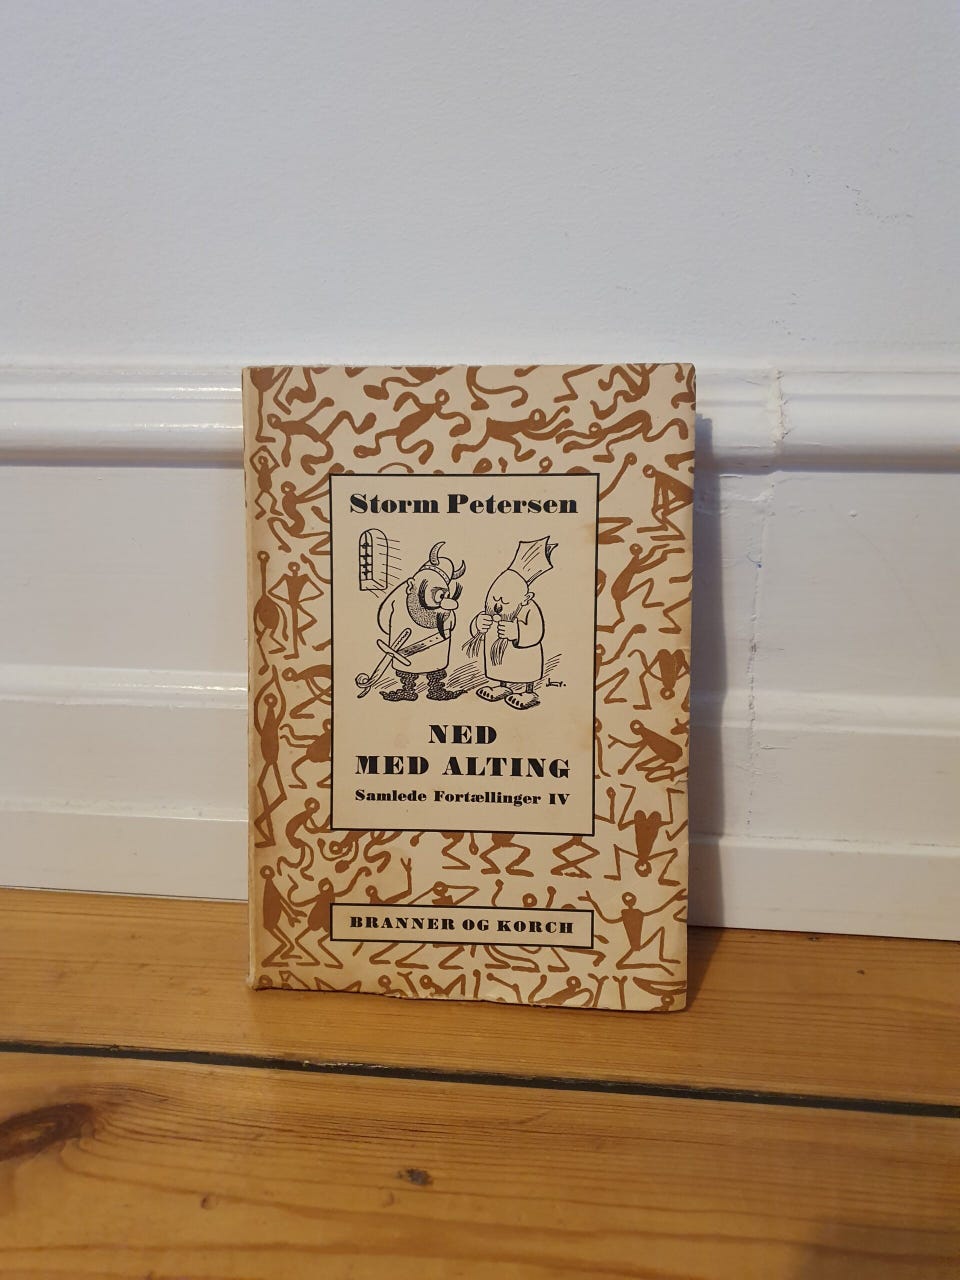 Storm Petersen
NED
MED ALTING
Samlede Fortællinger IV
BRANNER OG KORCH